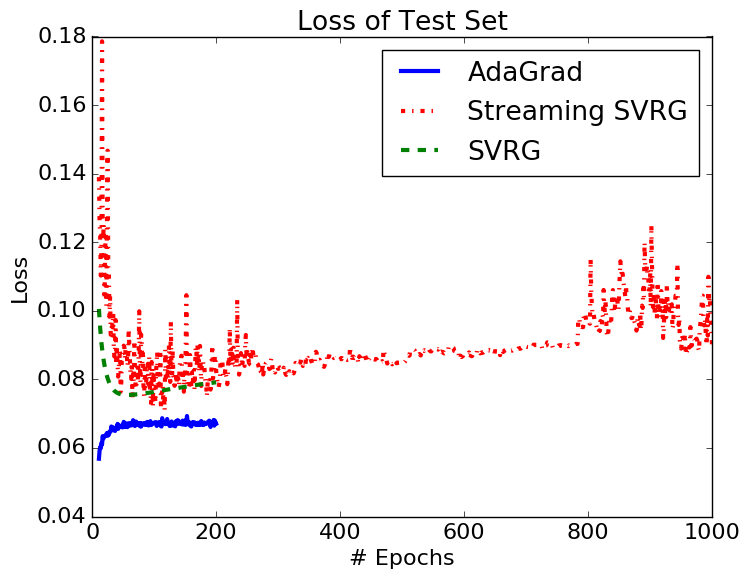 Loss of Test Set
0.18
0.16
0.14
0.12
0.10
0.08
0.06
0.04
Loss
AdaGrad
Streaming SVRG
SVRG
0 200 400 600 800 1000
# Epochs